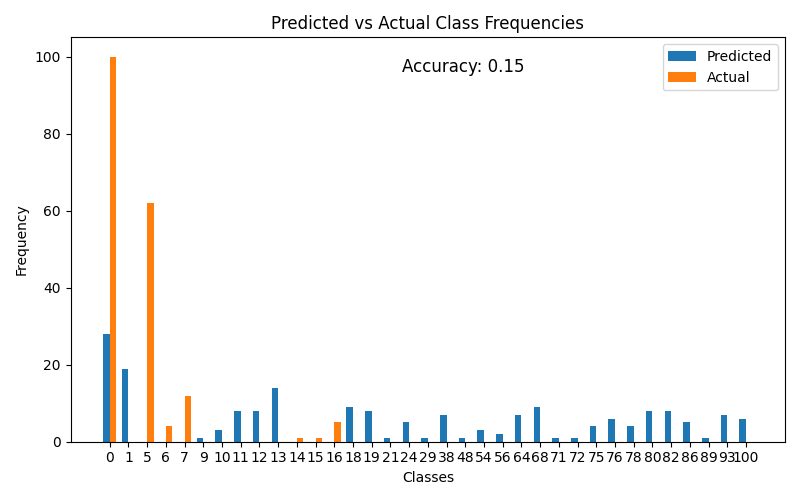 Predicted vs Actual Class Frequencies
Accuracy: 0.15
Predicted
Actual
100
80
60
40
20
0
Frequency
0 1 5 6 7 9 10 11 12 13 14 15 16 18 19 21 24 29 38 48 54 56 64 68 71 72 75 76 78 80 82 86 89 93 100
Classes